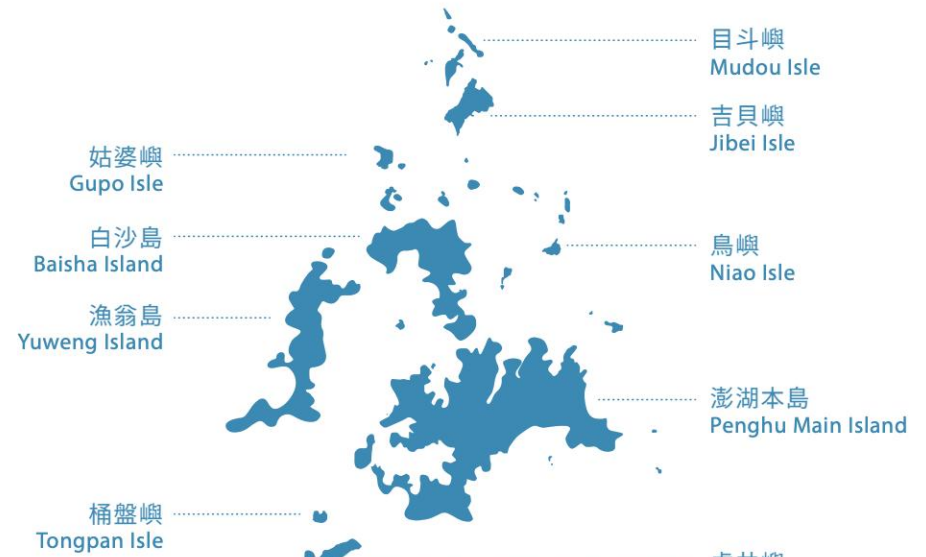 目斗嶼
Mudou Isle
吉貝嶼
Jibei Isle
姑婆嶼
Gupo Isle
白沙島
Baisha Island
鳥嶼
Niao Isle
漁翁島
Yuweng Island
澎湖本島
Penghu Main Island
桶盤嶼
Tongpan Isle